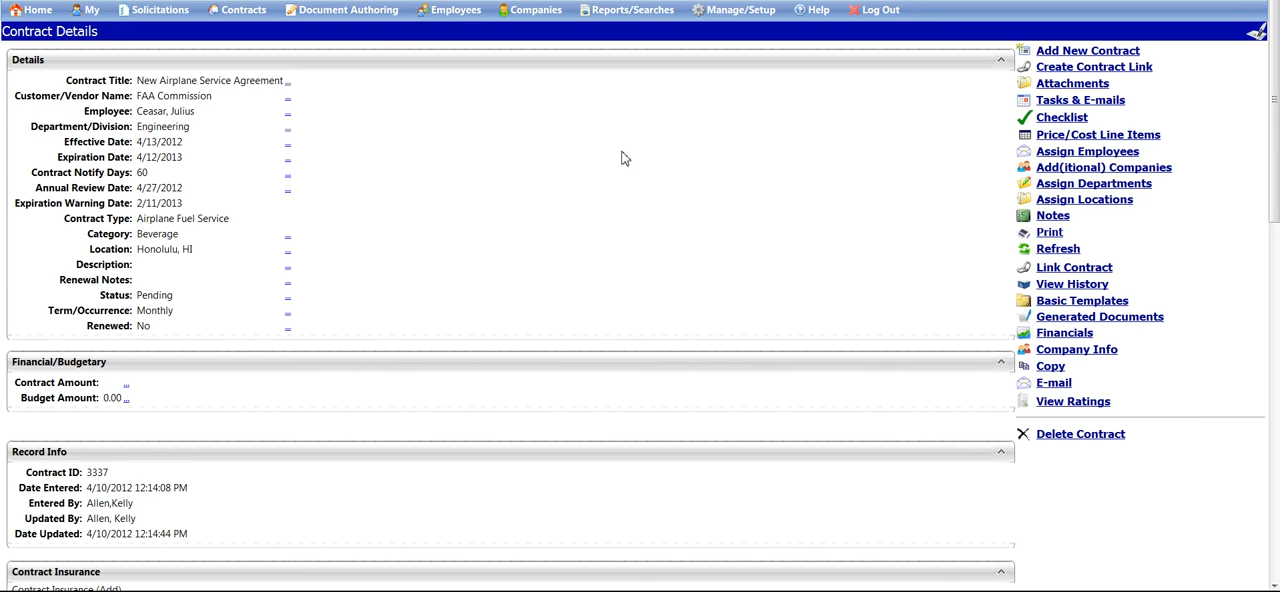 Home My Solicitations Contracts Document Authoring Employees Companies Reports/Searches Manage/Setup Help Log Out
Contract Details
Details
Contract Title: New Airplane Service Agreement ...
Customer/Vendor Name: FAA Commission ...
Employee: Ceasar, Julius ...
Department/Division: Engineering ...
Effective Date: 4/13/2012 ...
Expiration Date: 4/12/2013 ...
Contract Notify Days: 60 ...
Annual Review Date: 4/27/2012 ...
Expiration Warning Date: 2/11/2013
Contract Type: Airplane Fuel Service
Category: Beverage ...
Location: Honolulu, HI ...
Description: ...
Renewal Notes: ...
Status: Pending ...
Term/Occurrence: Monthly ...
Renewed: No ...
Financial/Budgetary
Contract Amount: ...
Budget Amount: 0.00 ...
Record Info
Contract ID: 3337
Date Entered: 4/10/2012 12:14:08 PM
Entered By: Allen,Kelly
Updated By: Allen, Kelly
Date Updated: 4/10/2012 12:14:44 PM
Contract Insurance
Contract Insurance (Add)
Add New Contract
Create Contract Link
Attachments
Tasks & E-mails
Checklist
Price/Cost Line Items
Assign Employees
Add(itional) Companies
Assign Departments
Assign Locations
Notes
Print
Refresh
Link Contract
View History
Basic Templates
Generated Documents
Financials
Company Info
Copy
E-mail
View Ratings
Delete Contract